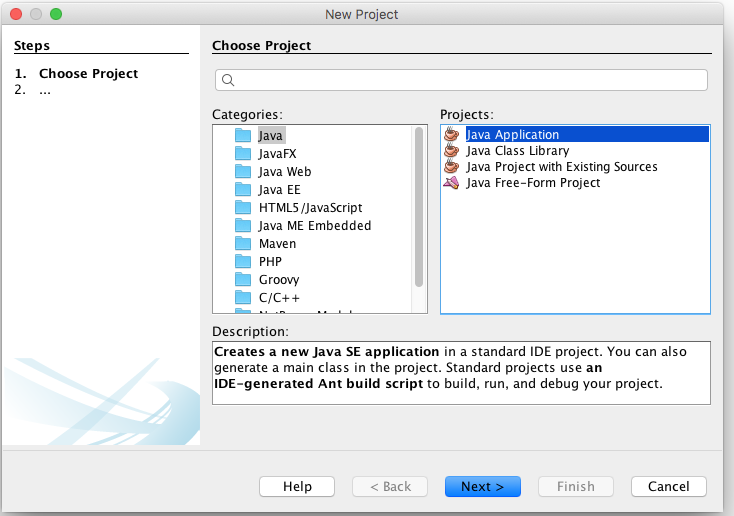 New Project
Steps
1. Choose Project
2. ...
Choose Project
Categories:
Java
JavaFX
Java Web
Java EE
HTML5/JavaScript
Java ME Embedded
Maven
PHP
Groovy
C/C++
Projects:
Java Application
Java Class Library
Java Project with Existing Sources
Java Free-Form Project
Description:
Creates a new Java SE application in a standard IDE project. You can also
generate a main class in the project. Standard projects use an
IDE-generated Ant build script to build, run, and debug your project.
Help
< Back
Next >
Finish
Cancel